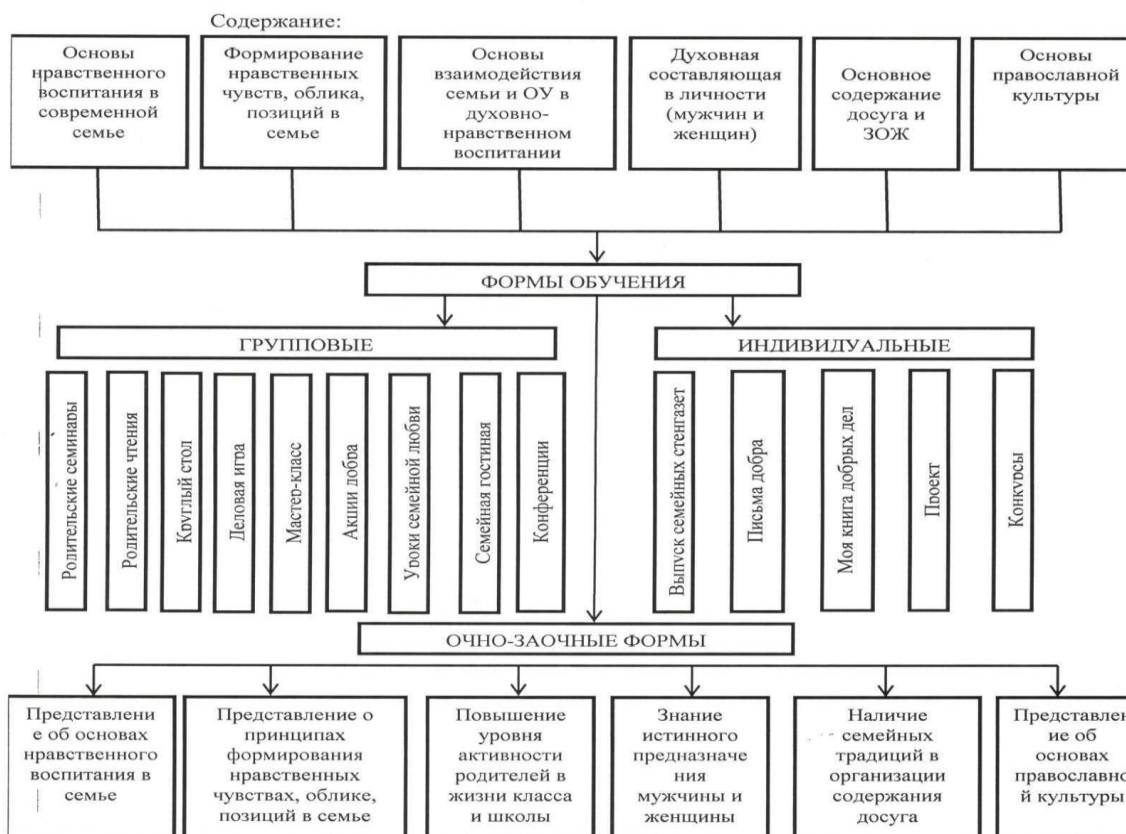 Содержание:
Основы
нравственного
воспитания в
современной
семье
Формирование
нравственных
чувств, облика,
позиций в
семье
Основы
взаимодействия
семьи и ОУ в
духовно-
нравственном
воспитании
Духовная
составляющая
в личности
(мужчин и
женщин)
Основное
содержание
досуга и
ЗОЖ
Основы
православной
культуры
ФОРМЫ ОБУЧЕНИЯ
ГРУППОВЫЕ
ИНДИВИДУАЛЬНЫЕ
Родительские семинары
Родительские чтения
Круглый стол
Деловая игра
Мастер-класс
Акции добра
Уроки семейной любви
Семейная гостиная
Конференции
Выпуск семейных стенгазет
Письма добра
Моя книга добрых дел
Проект
Конкурсы
ОЧНО-ЗАОЧНЫЕ ФОРМЫ
Представлени
е об основах
нравственного
воспитания в
семье
Представление о
принципах
формирования
нравственных
чувствах, облике,
позиций в семье
Повышение
уровня
активности
родителей в
жизни класса
и школы
Знание
истинного
предназначе
ния
мужчины и
женщины
Наличие
семейных
традиций в
организации
содержания
досуга
Представлен
ие об
основах
православно
й культуры